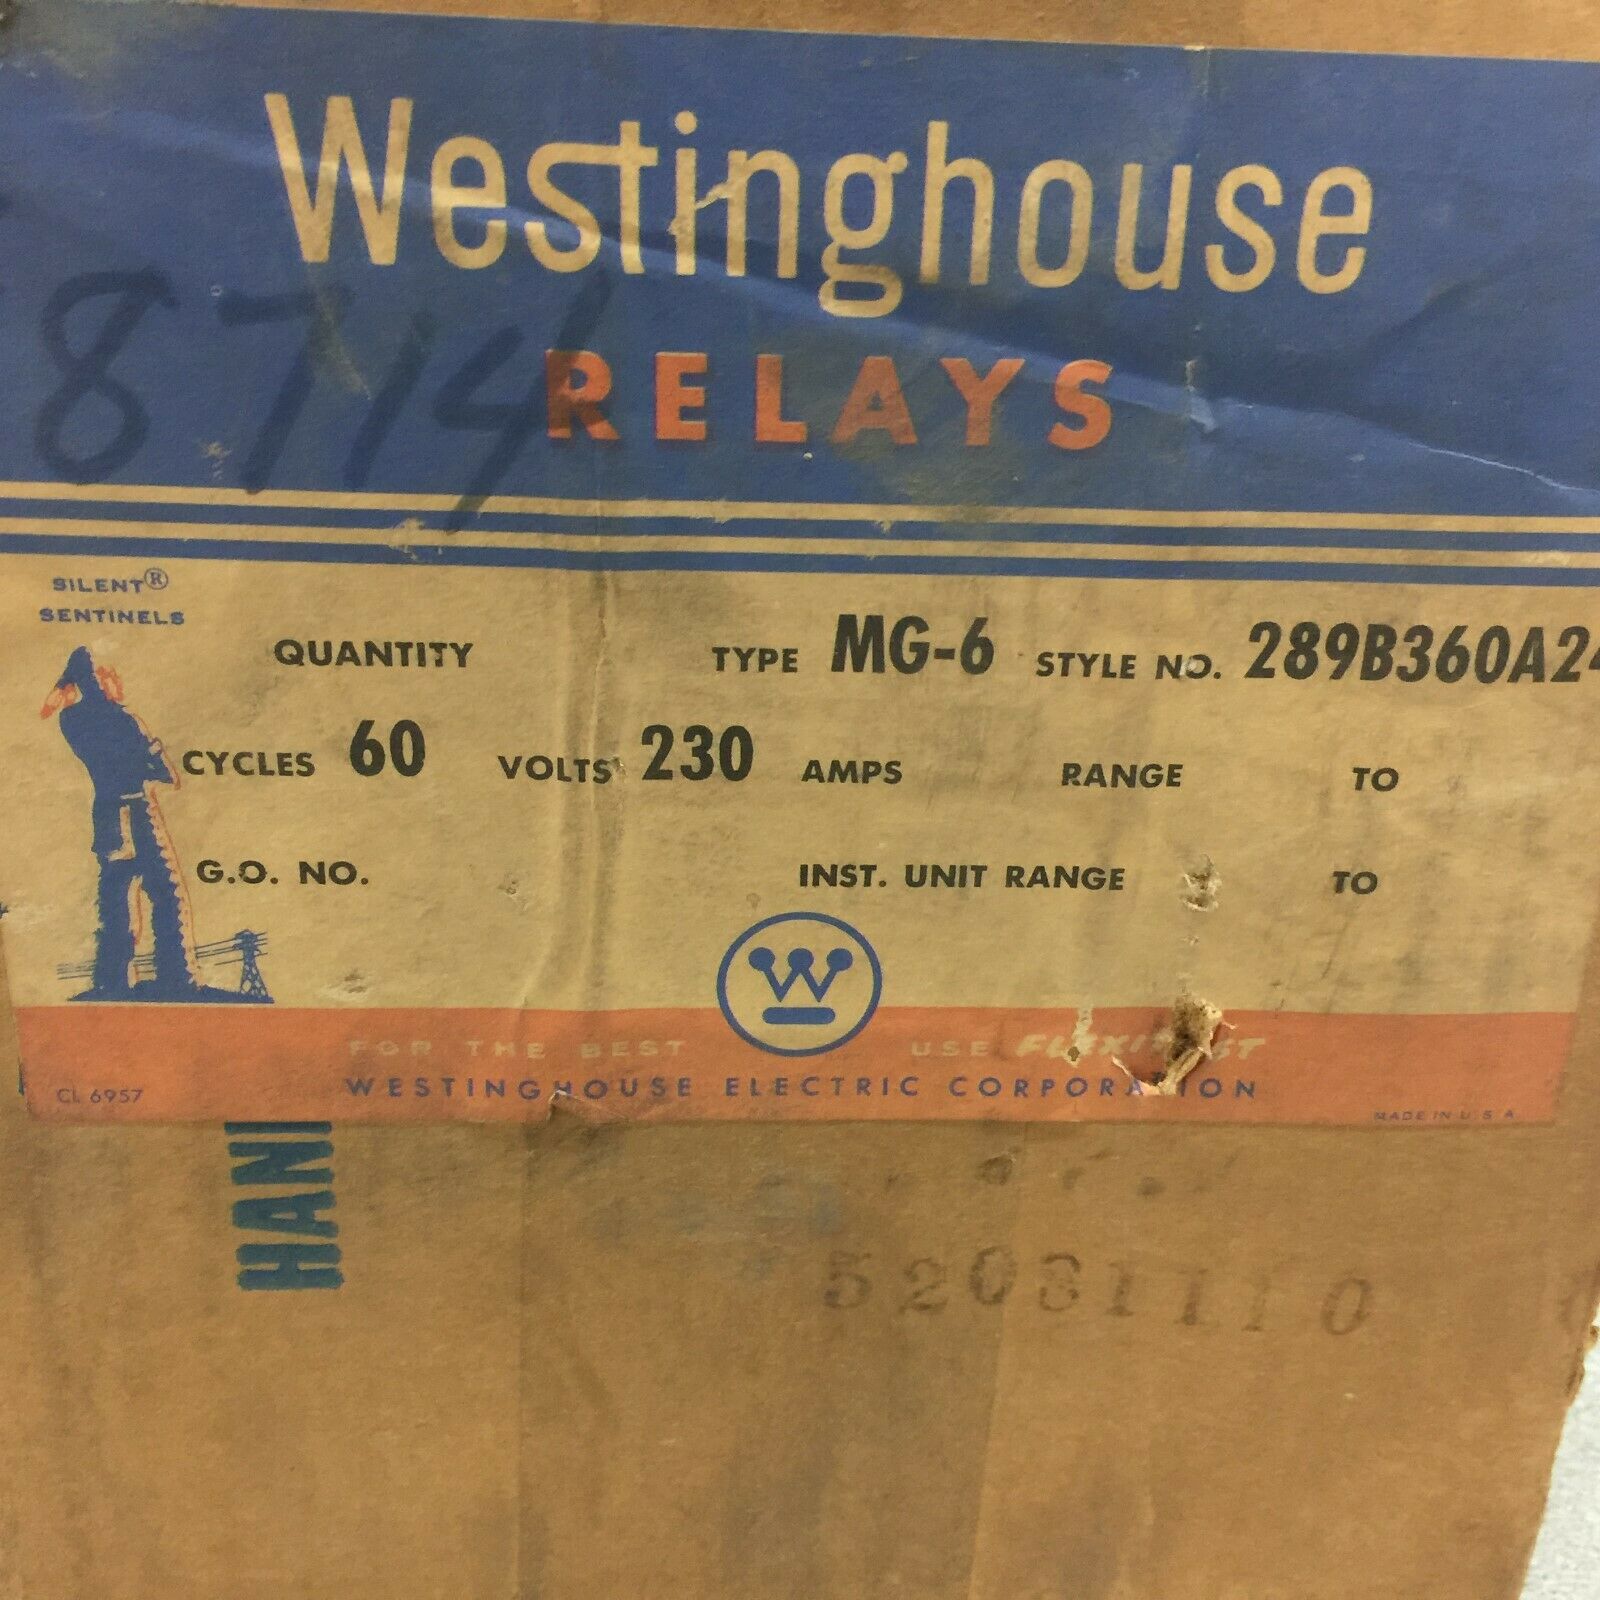 Westinghouse
8714
RELAYS
SILENT®
SENTINELS
QUANTITY TYPE MG-6 STYLE NO. 289B360A24
CYCLES 60 VOLTS 230 AMPS RANGE TO
G.O. NO. INST. UNIT RANGE TO
W
FOR THE BEST USE
WESTINGHOUSE ELECTRIC CORPORATION
CL 6957
MADE IN U.S.A
HAN
52031110